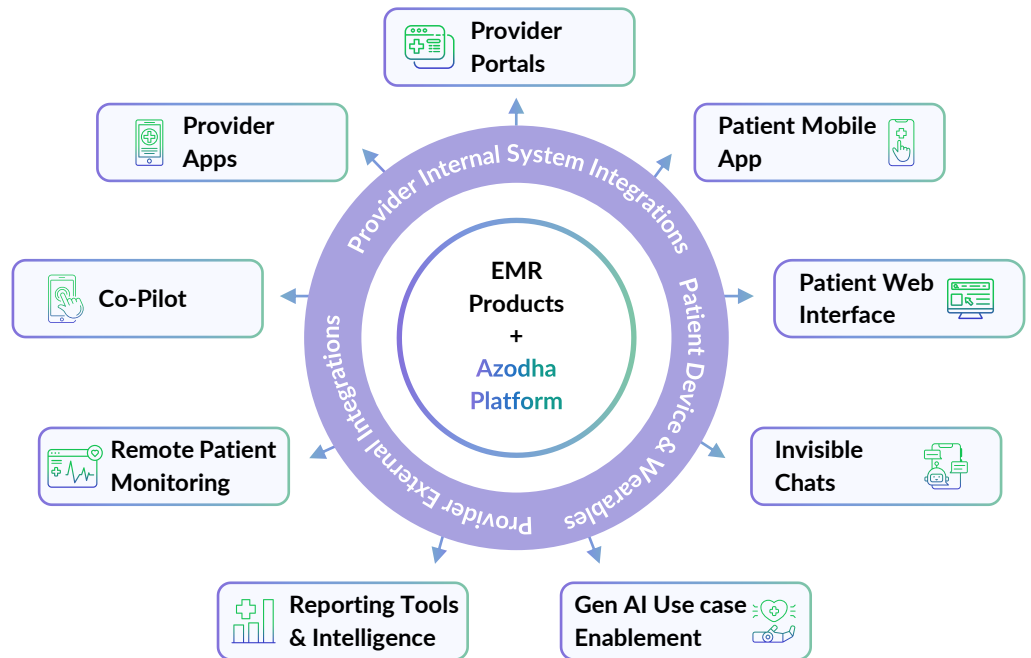 Provider
Portals
Provider
Apps
Patient Mobile
App
Provider Internal System Integrations
EMR
Products
+
Azodha
Platform
Co-Pilot
Patient Web
Interface
Patient Device & Wearables
Provider External Integrations
Remote Patient
Monitoring
Invisible
Chats
Reporting Tools
& Intelligence
Gen AI Use case
Enablement